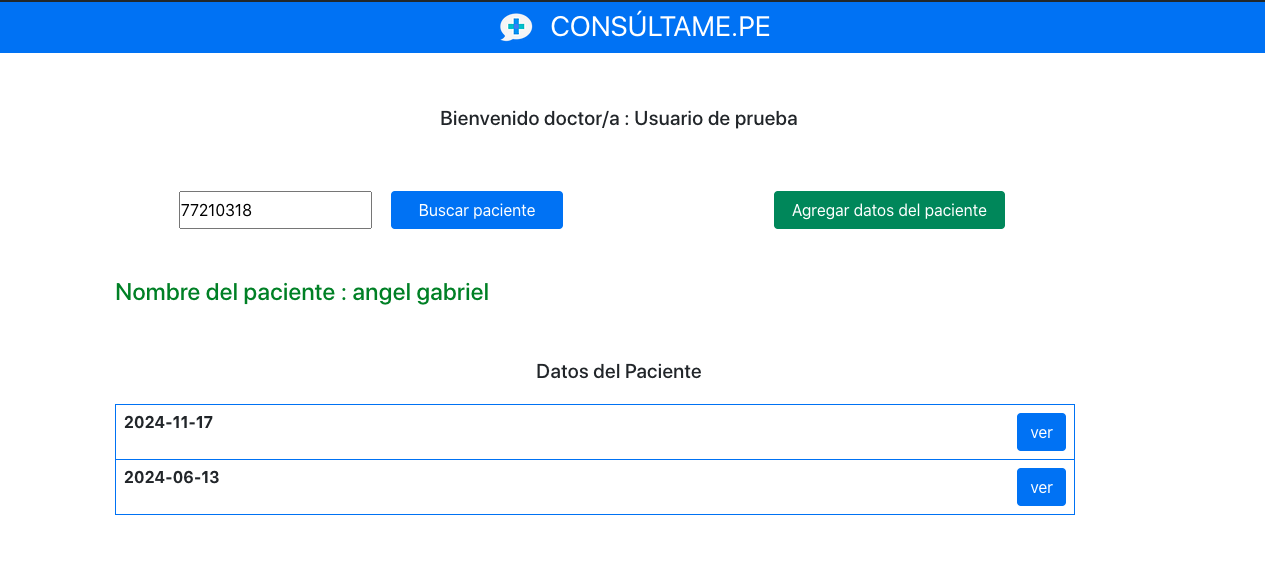 CONSÚLTAME.PE
Bienvenido doctor/a : Usuario de prueba
77210318 Buscar paciente Agregar datos del paciente
Nombre del paciente : angel gabriel
Datos del Paciente
2024-11-17 ver
2024-06-13 ver